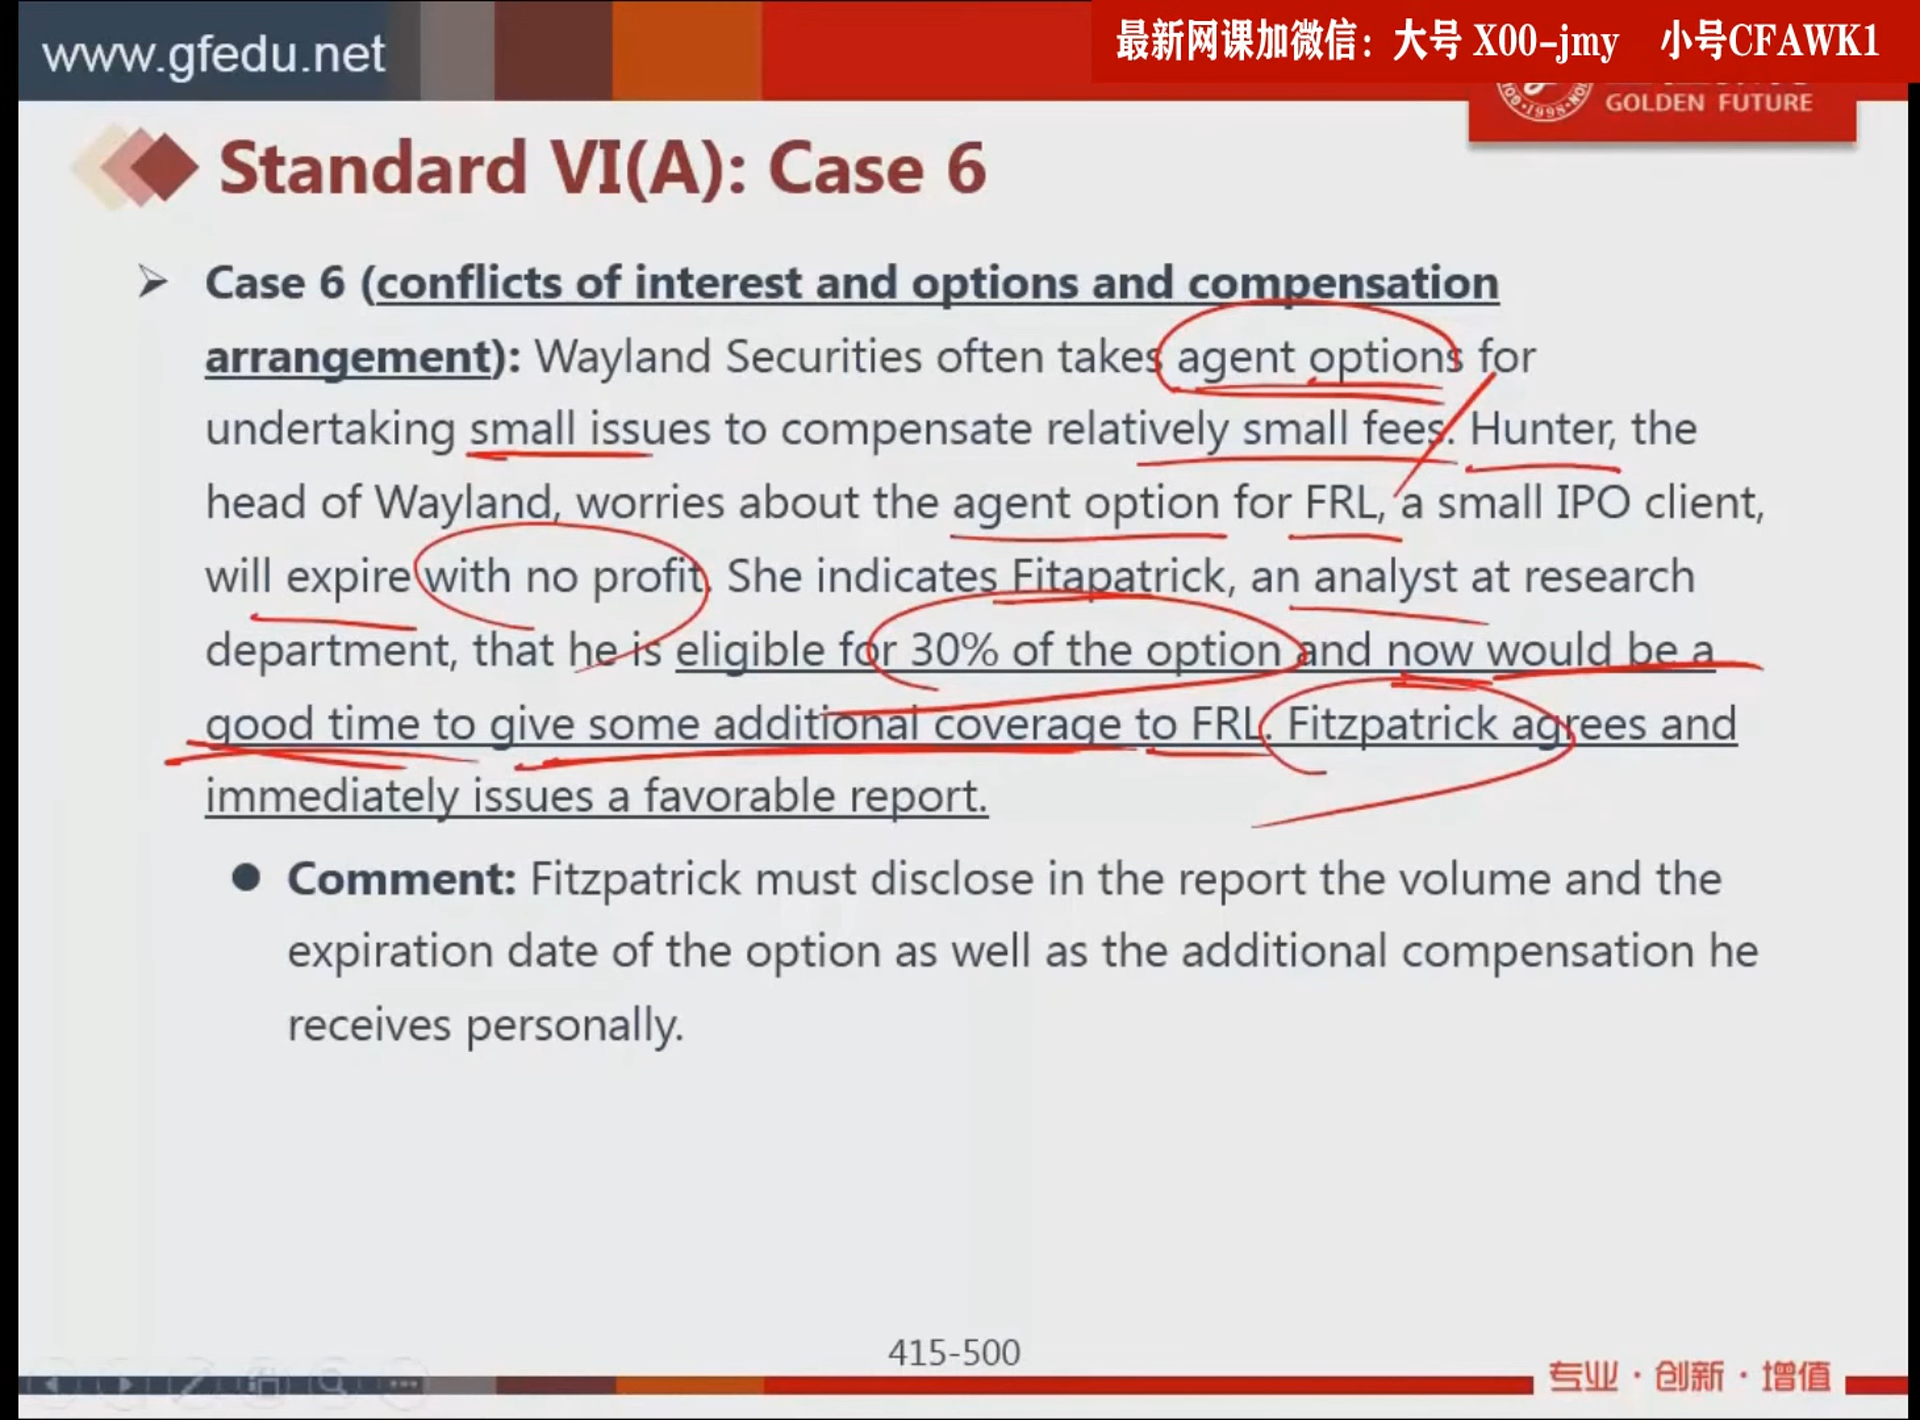 www.gfedu.net
最新网课加微信：大号 X00-jmy 小号CFAWK1
GOLDEN FUTURE
Standard VI(A): Case 6
Case 6 (conflicts of interest and options and compensation
arrangement): Wayland Securities often takes agent options for
undertaking small issues to compensate relatively small fees. Hunter, the
head of Wayland, worries about the agent option for FRL, a small IPO client,
will expire with no profit. She indicates Fitapatrick, an analyst at research
department, that he is eligible for 30% of the option and now would be a
good time to give some additional coverage to FRL. Fitzpatrick agrees and
immediately issues a favorable report.
Comment: Fitzpatrick must disclose in the report the volume and the
expiration date of the option as well as the additional compensation he
receives personally.
415-500
专业·创新·增值